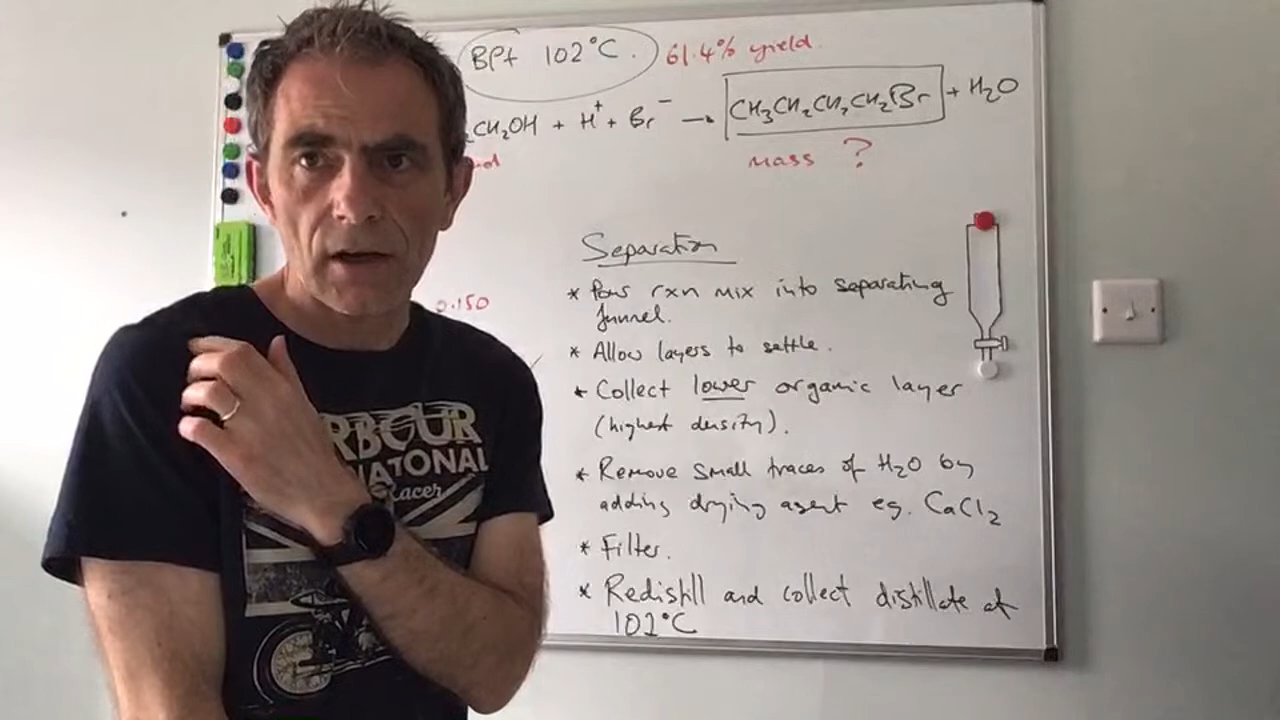 BPt 102°C.
61.4% yield.
CH₂OH + H⁺ + Br⁻ → CH₃CH₂CH₂CH₂Br + H₂O
mass ?
0.150
Separation
* Pour rxn mix into separating
funnel.
* Allow layers to settle.
* Collect lower organic layer
(highest density).
* Remove small traces of H₂O by
adding drying agent eg. CaCl₂
* Filter.
* Redistill and collect distillate at
102°C
RBOUR
NATONAL
Racer